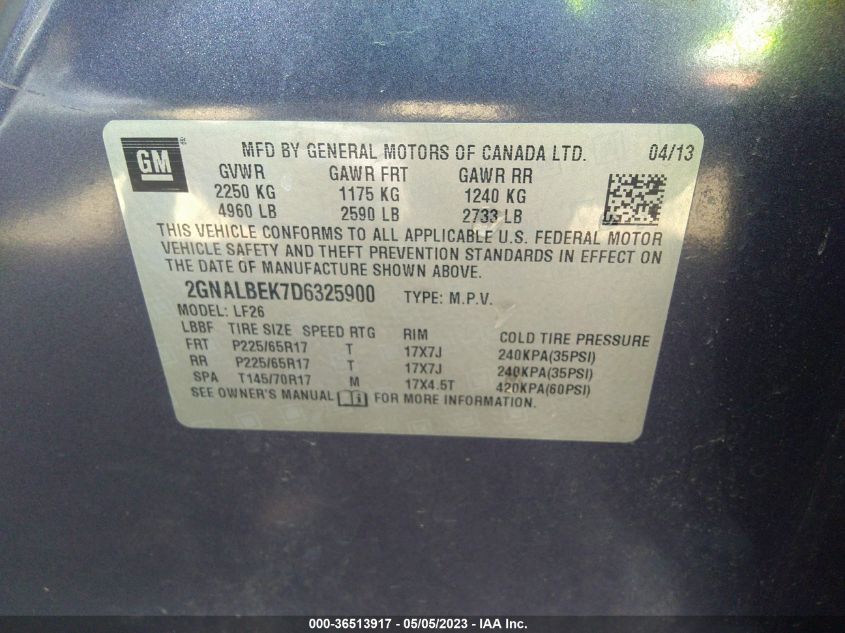 GM
MFD BY GENERAL MOTORS OF CANADA LTD. 04/13
GVWR GAWR FRT GAWR RR
2250 KG 1175 KG 1240 KG
4960 LB 2590 LB 2733 LB
THIS VEHICLE CONFORMS TO ALL APPLICABLE U.S. FEDERAL MOTOR
VEHICLE SAFETY AND THEFT PREVENTION STANDARDS IN EFFECT ON
THE DATE OF MANUFACTURE SHOWN ABOVE.
2GNALBEK7D6325900 TYPE: M.P.V.
MODEL: LF26
LBBF TIRE SIZE SPEED RTG RIM COLD TIRE PRESSURE
FRT P225/65R17 T 17X7J 240KPA(35PSI)
RR P225/65R17 T 17X7J 240KPA(35PSI)
SPA T145/70R17 M 17X4.5T 420KPA(60PSI)
SEE OWNER'S MANUAL FOR MORE INFORMATION.
000-36513917 - 05/05/2023 - IAA Inc.